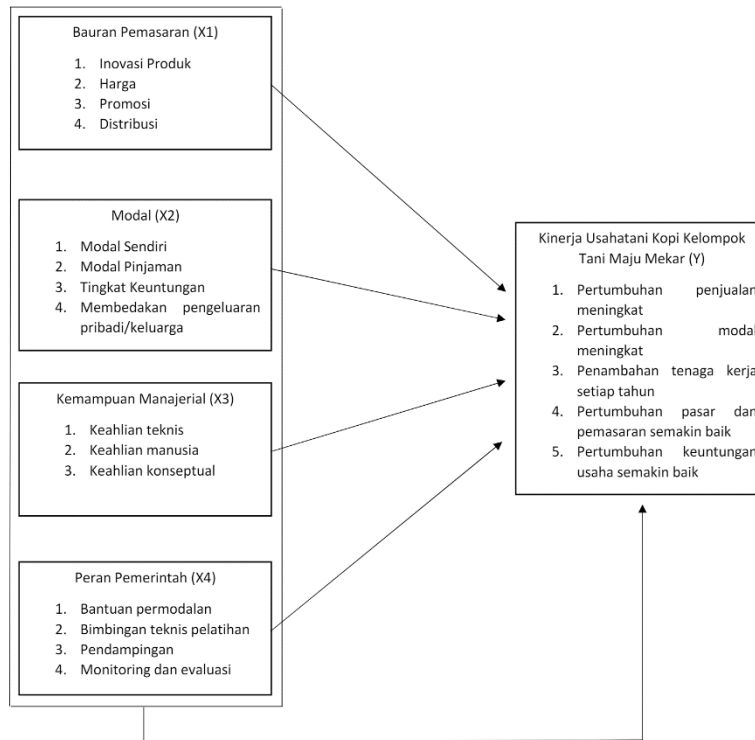 Bauran Pemasaran (X1)
1. Inovasi Produk
2. Harga
3. Promosi
4. Distribusi
Modal (X2)
1. Modal Sendiri
2. Modal Pinjaman
3. Tingkat Keuntungan
4. Membedakan pengeluaran
pribadi/keluarga
Kemampuan Manajerial (X3)
1. Keahlian teknis
2. Keahlian manusia
3. Keahlian konseptual
Peran Pemerintah (X4)
1. Bantuan permodalan
2. Bimbingan teknis pelatihan
3. Pendampingan
4. Monitoring dan evaluasi
Kinerja Usahatani Kopi Kelompok
Tani Maju Mekar (Y)
1. Pertumbuhan penjualan
meningkat
2. Pertumbuhan modal
meningkat
3. Penambahan tenaga kerja
setiap tahun
4. Pertumbuhan pasar dan
pemasaran semakin baik
5. Pertumbuhan keuntungan
usaha semakin baik